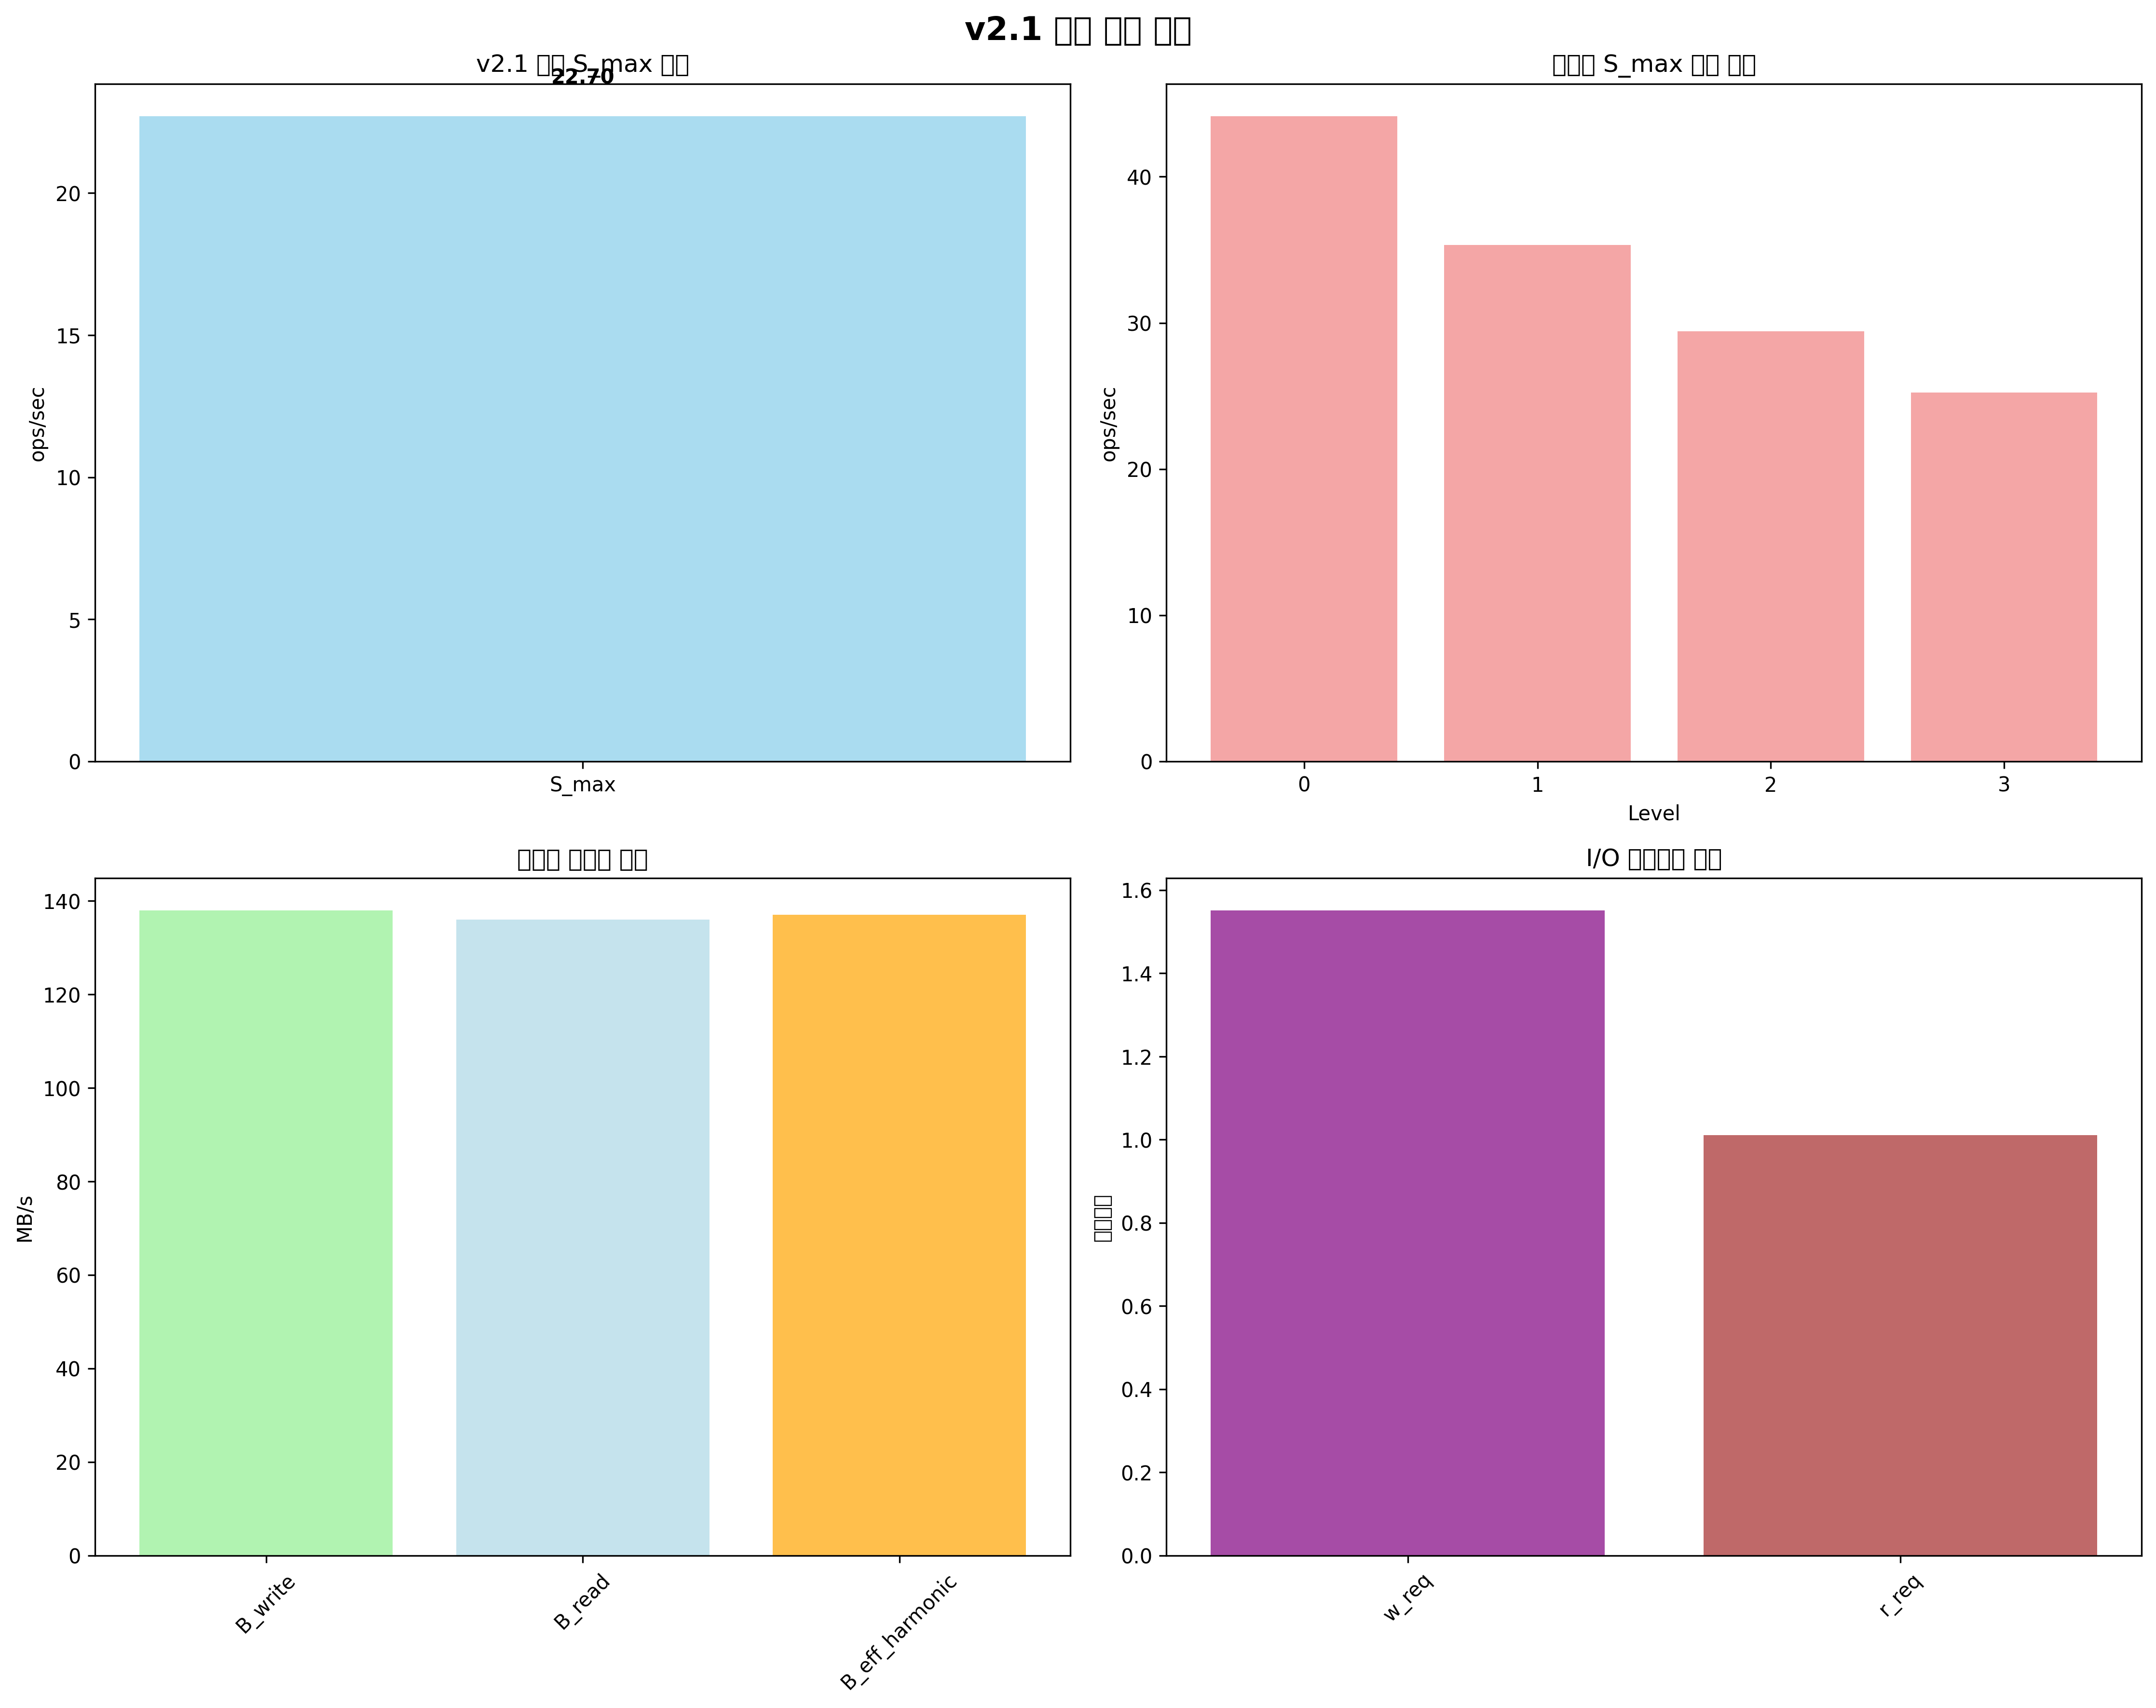 v2.1
v2.1 S_max
22.70
ops/sec
20
15
10
5
0
S_max
S_max
ops/sec
40
30
20
10
0
0 1 2 3
Level
MB/s
140
120
100
80
60
40
20
0
B_write B_read B_eff_harmonic
I/O
1.6
1.4
1.2
1.0
0.8
0.6
0.4
0.2
0.0
w_req r_req